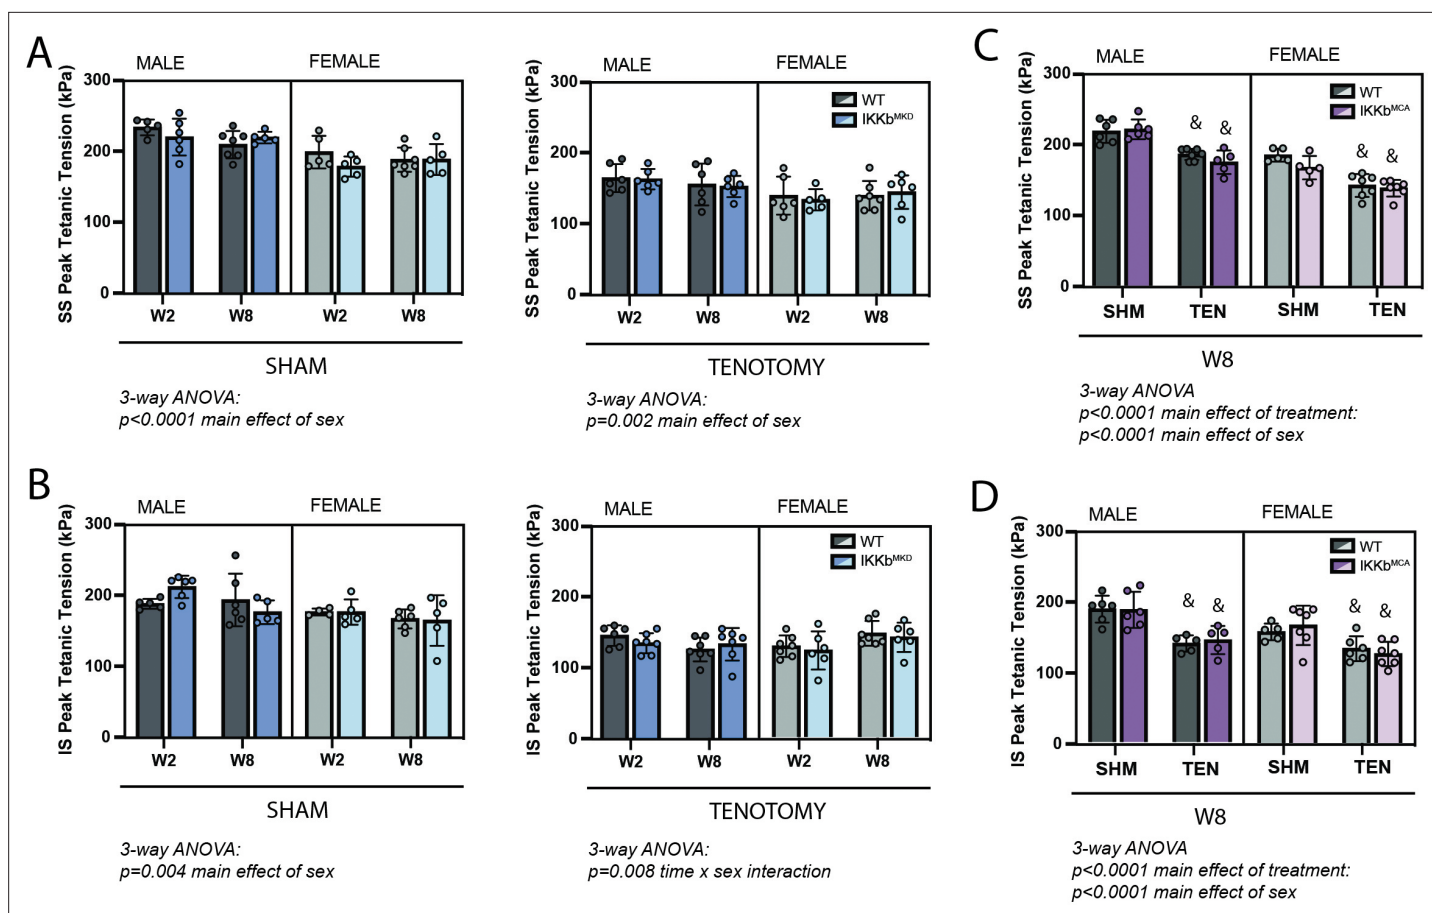 A
MALE FEMALE
SS Peak Tetanic Tension (kPa)
300
200
100
0
W2 W8 W2 W8
SHAM
3-way ANOVA:
p<0.0001 main effect of sex
MALE FEMALE
SS Peak Tetanic Tension (kPa)
300
200
100
0
WT
IKKb^MKD
W2 W8 W2 W8
TENOTOMY
3-way ANOVA:
p=0.002 main effect of sex
C
MALE FEMALE
SS Peak Tetanic Tension (kPa)
300
200
100
0
WT
IKKb^MCA
& & & &
SHM TEN SHM TEN
W8
3-way ANOVA
p<0.0001 main effect of treatment:
p<0.0001 main effect of sex
B
MALE FEMALE
IS Peak Tetanic Tension (kPa)
300
200
100
0
W2 W8 W2 W8
SHAM
3-way ANOVA:
p=0.004 main effect of sex
MALE FEMALE
IS Peak Tetanic Tension (kPa)
300
200
100
0
WT
IKKb^MKD
W2 W8 W2 W8
TENOTOMY
3-way ANOVA:
p=0.008 time x sex interaction
D
MALE FEMALE
IS Peak Tetanic Tension (kPa)
300
200
100
0
WT
IKKb^MCA
& & & &
SHM TEN SHM TEN
W8
3-way ANOVA
p<0.0001 main effect of treatment:
p<0.0001 main effect of sex